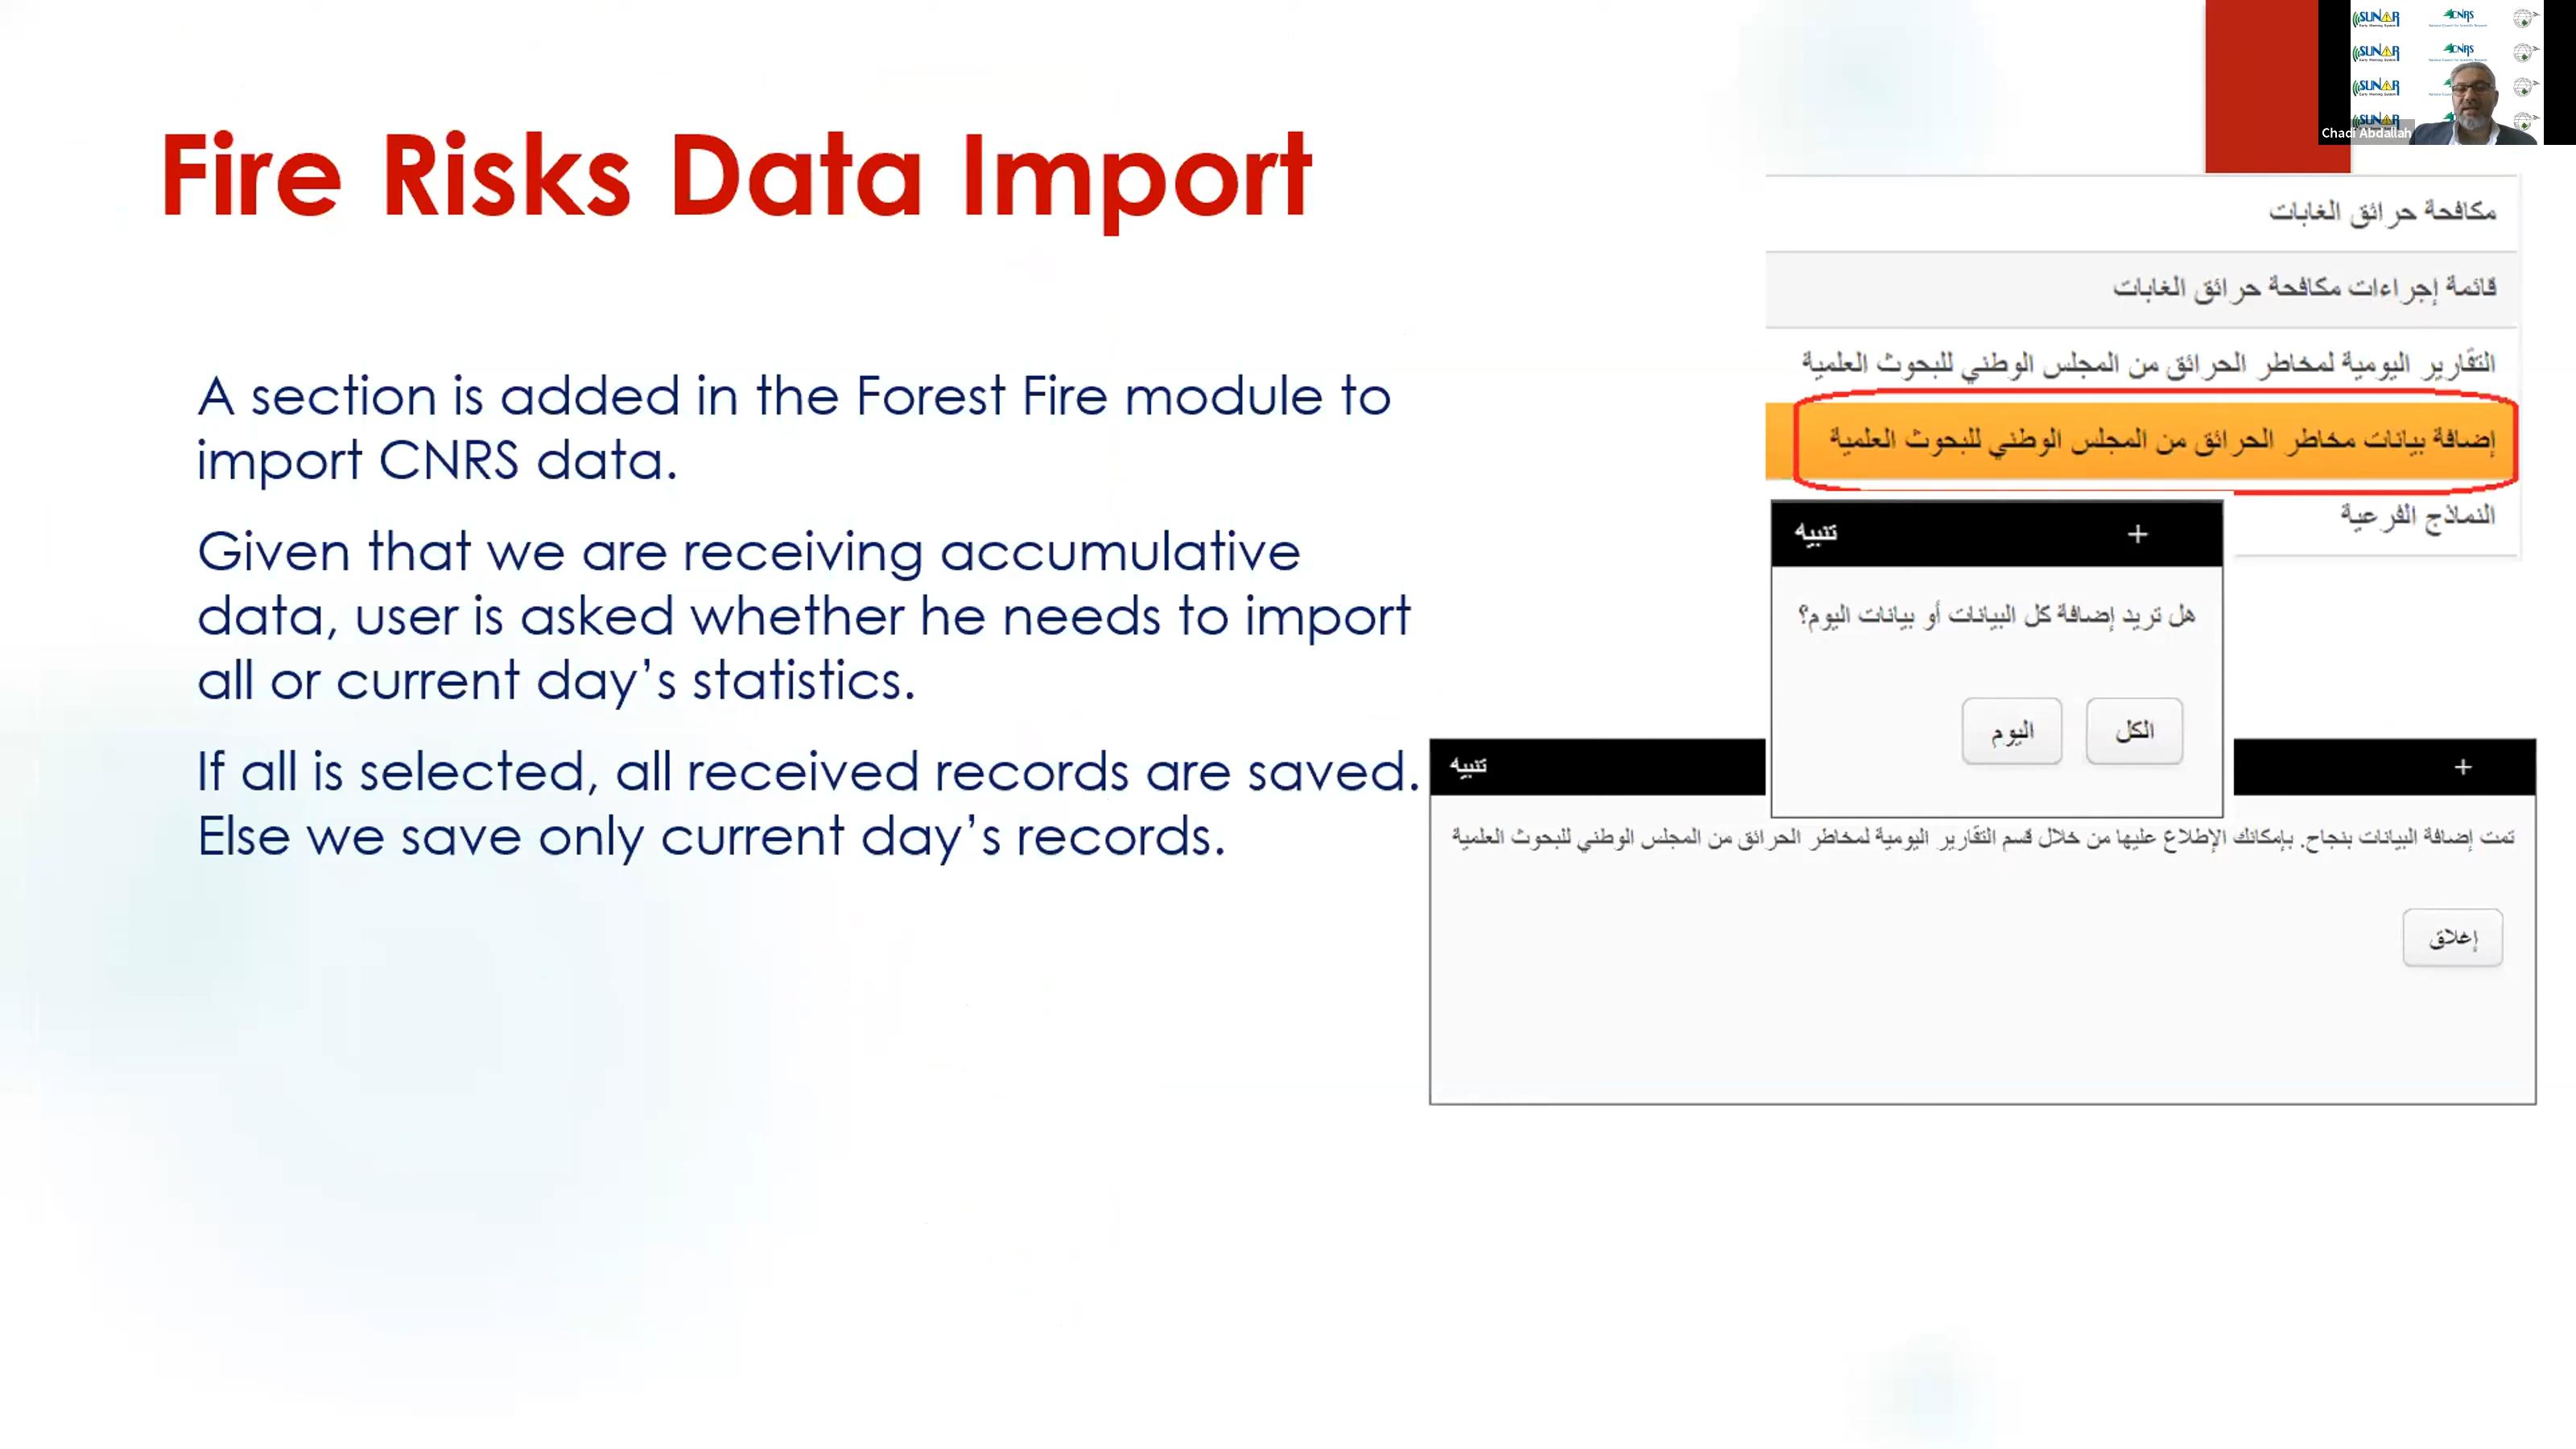 Fire Risks Data Import
A section is added in the Forest Fire module to
import CNRS data.
Given that we are receiving accumulative
data, user is asked whether he needs to import
all or current day’s statistics.
If all is selected, all received records are saved.
Else we save only current day’s records.
SUNAR CNRS
SUNAR CNRS
SUNAR
SUNAR
Chadi Abdallah
مكافحة حرائق الغابات
قائمة إجراءات مكافحة حرائق الغابات
التقارير اليومية لمخاطر الحرائق من المجلس الوطني للبحوث العلمية
إضافة بيانات مخاطر الحرائق من المجلس الوطني للبحوث العلمية
النماذج الفرعية
تنبيه +
هل تريد إضافة كل البيانات أو بيانات اليوم؟
الكل اليوم
تنبيه +
تمت إضافة البيانات بنجاح. بإمكانك الإطلاع عليها من خلال قسم التقارير اليومية لمخاطر الحرائق من المجلس الوطني للبحوث العلمية
إغلاق